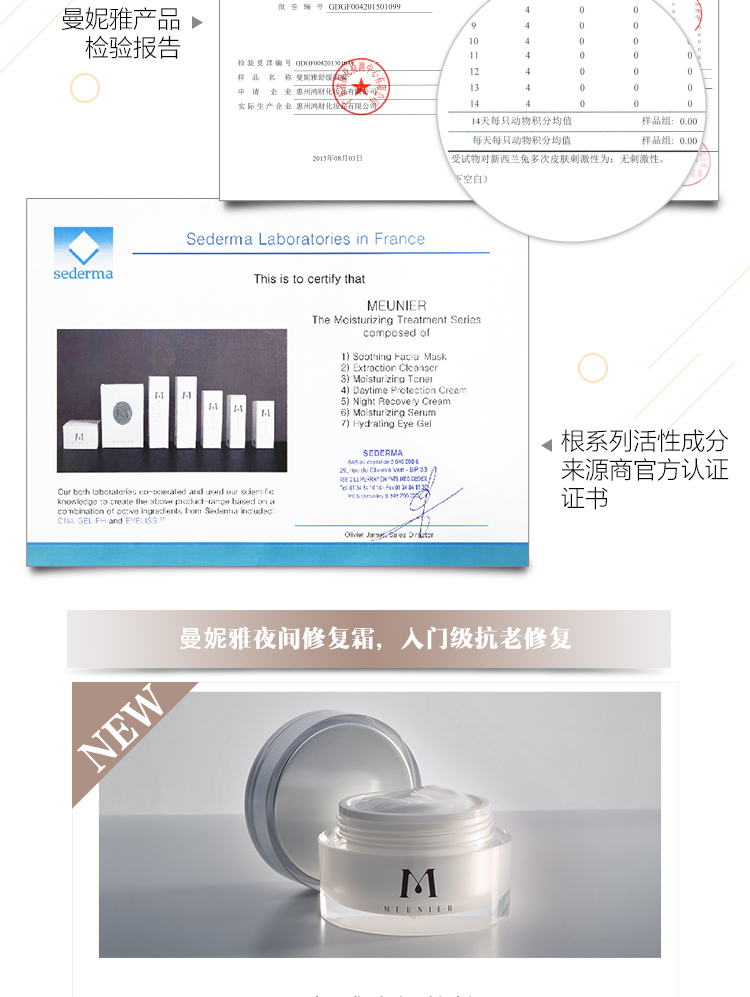 曼妮雅产品
检验报告
报 告 编 号 GDGF004201501099
检验受理编号
样 品 名 称 曼妮雅舒缓
申 请 企 业 惠州鸿财化妆品有限公司
实际生产企业 惠州鸿财化妆品有限公司
2015年08月03日
4 0 0
9 4 0 0 0
10 4 0 0 0
11 4 0 0 0
12 4 0 0 0
13 4 0 0 0
14 4 0 0 0
14天每只动物积分均值 样品组: 0.00
每天每只动物积分均值 样品组: 0.00
受试物对新西兰兔多次皮肤刺激性为：无刺激性。
下空白）
sederma
Sederma Laboratories in France
This is to certify that
MEUNIER
The Moisturizing Treatment Series
composed of
1) Soothing Facial Mask
2) Extraction Cleanser
3) Moisturizing Toner
4) Daytime Protection Cream
5) Night Recovery Cream
6) Moisturizing Serum
7) Hydrating Eye Gel
SEDERMA
29, rue du Chemin Vert - BP 33
Our both laboratories co-operated and used our scientific
knowledge to create the above product-range based on a
combination of active ingredients from Sederma included:
DNA GEL PH and EYELISS
Sales Director
根系列活性成分
来源商官方认证
证书
曼妮雅夜间修复霜，入门级抗老修复
NEW
M
MEUNIER